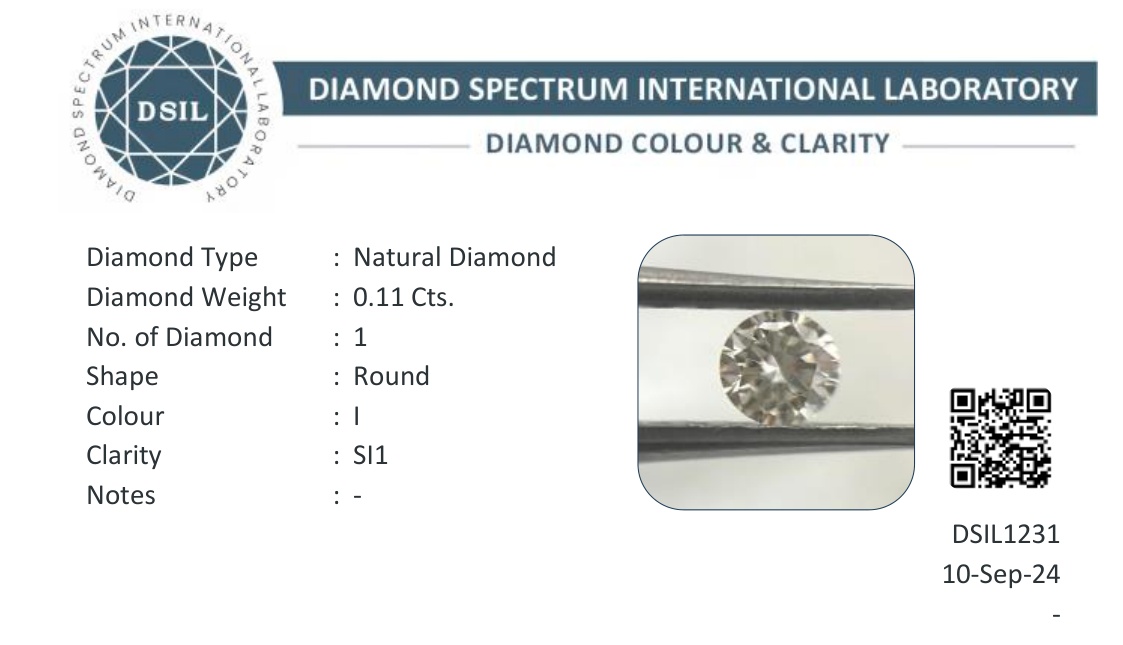 DIAMOND SPECTRUM INTERNATIONAL LABORATORY
DSIL
DIAMOND SPECTRUM INTERNATIONAL LABORATORY
DIAMOND COLOUR & CLARITY
Diamond Type : Natural Diamond
Diamond Weight : 0.11 Cts.
No. of Diamond : 1
Shape : Round
Colour : I
Clarity : SI1
Notes : -
DSIL1231
10-Sep-24
-